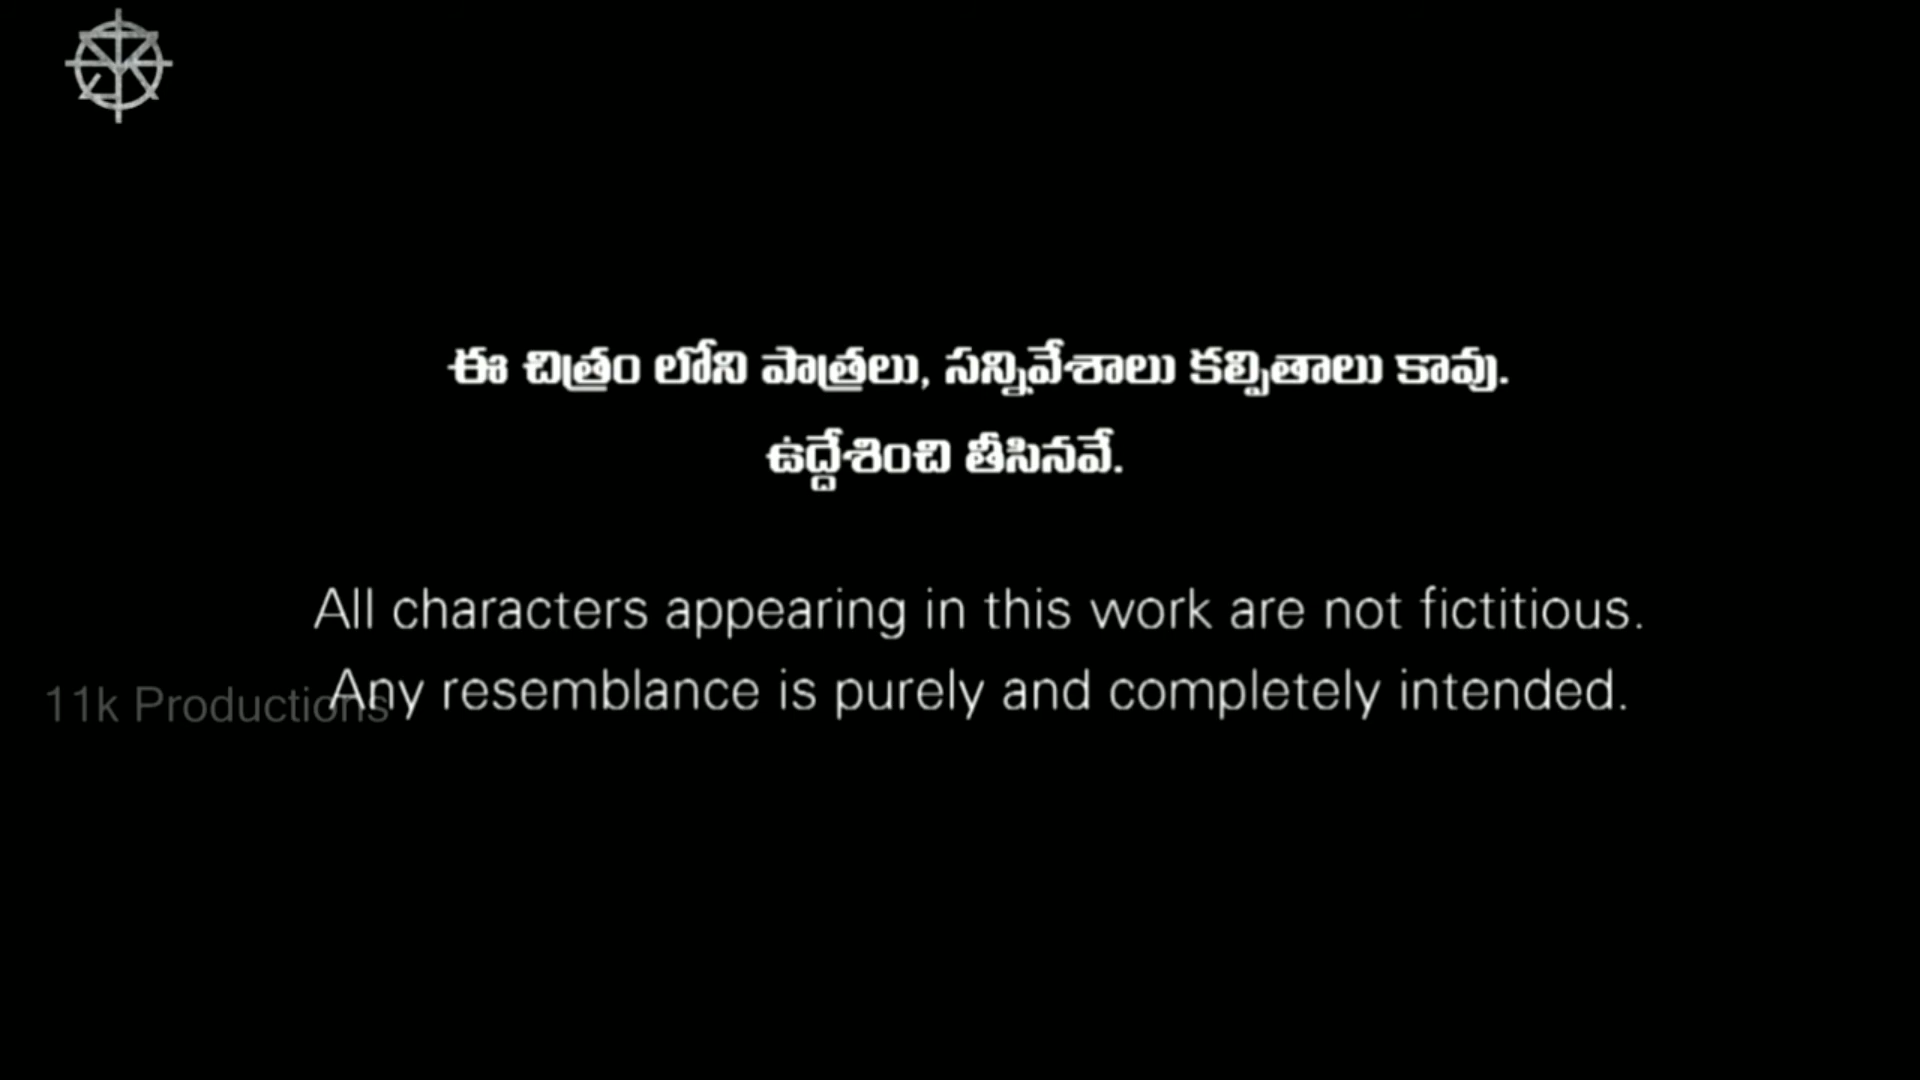 ఈ చిత్రం లోని పాత్రలు, సన్నివేశాలు కల్పితాలు కావు.
ఉద్దేశించి తీసినవే.
All characters appearing in this work are not fictitious.
Any resemblance is purely and completely intended.
11k Productions